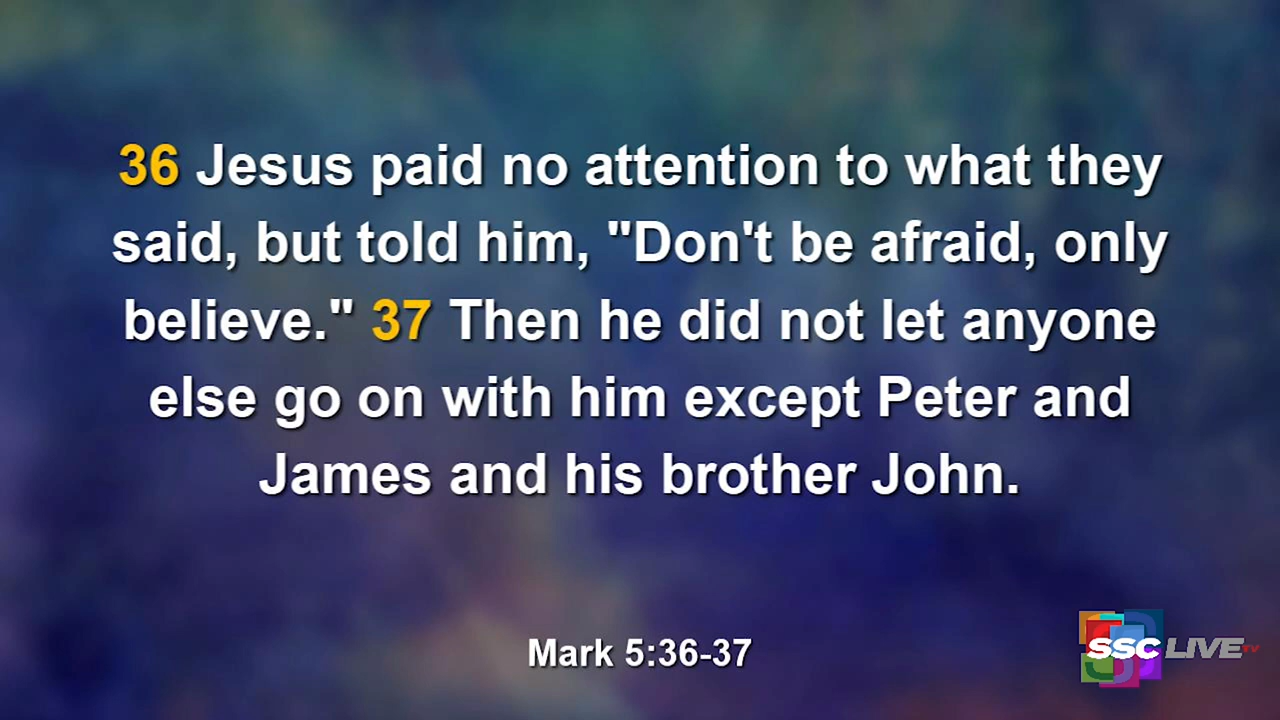 36 Jesus paid no attention to what they
said, but told him, "Don't be afraid, only
believe." 37 Then he did not let anyone
else go on with him except Peter and
James and his brother John.
Mark 5:36-37
SSC LIVE TV